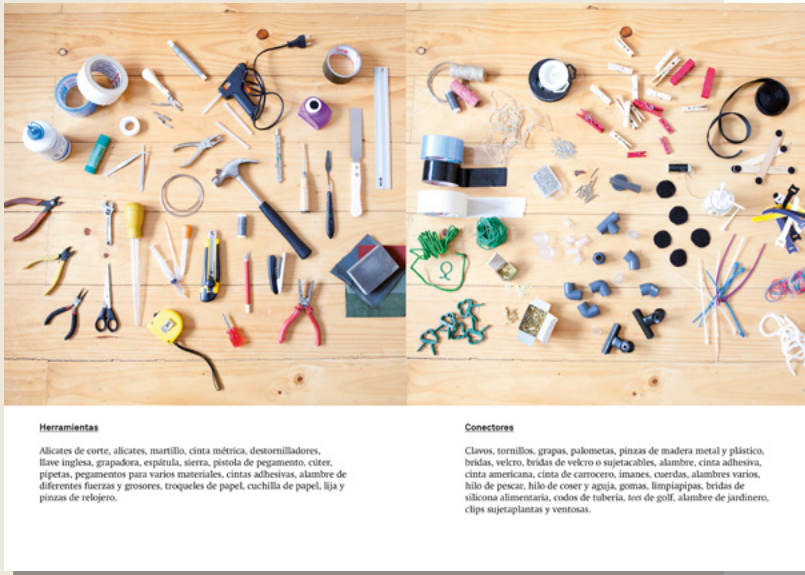 Herramientas
Alicates de corte, alicates, martillo, cinta métrica, destornilladores,
llave inglesa, grapadora, espátula, sierra, pistola de pegamento, cúter,
pipetas, pegamentos para varios materiales, cintas adhesivas, alambre de
diferentes fuerzas y grosores, troqueles de papel, cuchilla de papel, lija y
pinzas de relojero.
Conectores
Clavos, tornillos, grapas, palometas, pinzas de madera metal y plástico,
bridas, velcro, bridas de velcro o sujetacables, alambre, cinta adhesiva,
cinta americana, cinta de carrocero, imanes, cuerdas, alambres varios,
hilo de pescar, hilo de coser y aguja, gomas, limpiapipas, bridas de
silicona alimentaria, codos de tubería, tees de golf, alambre de jardinero,
clips sujetaplantas y ventosas.